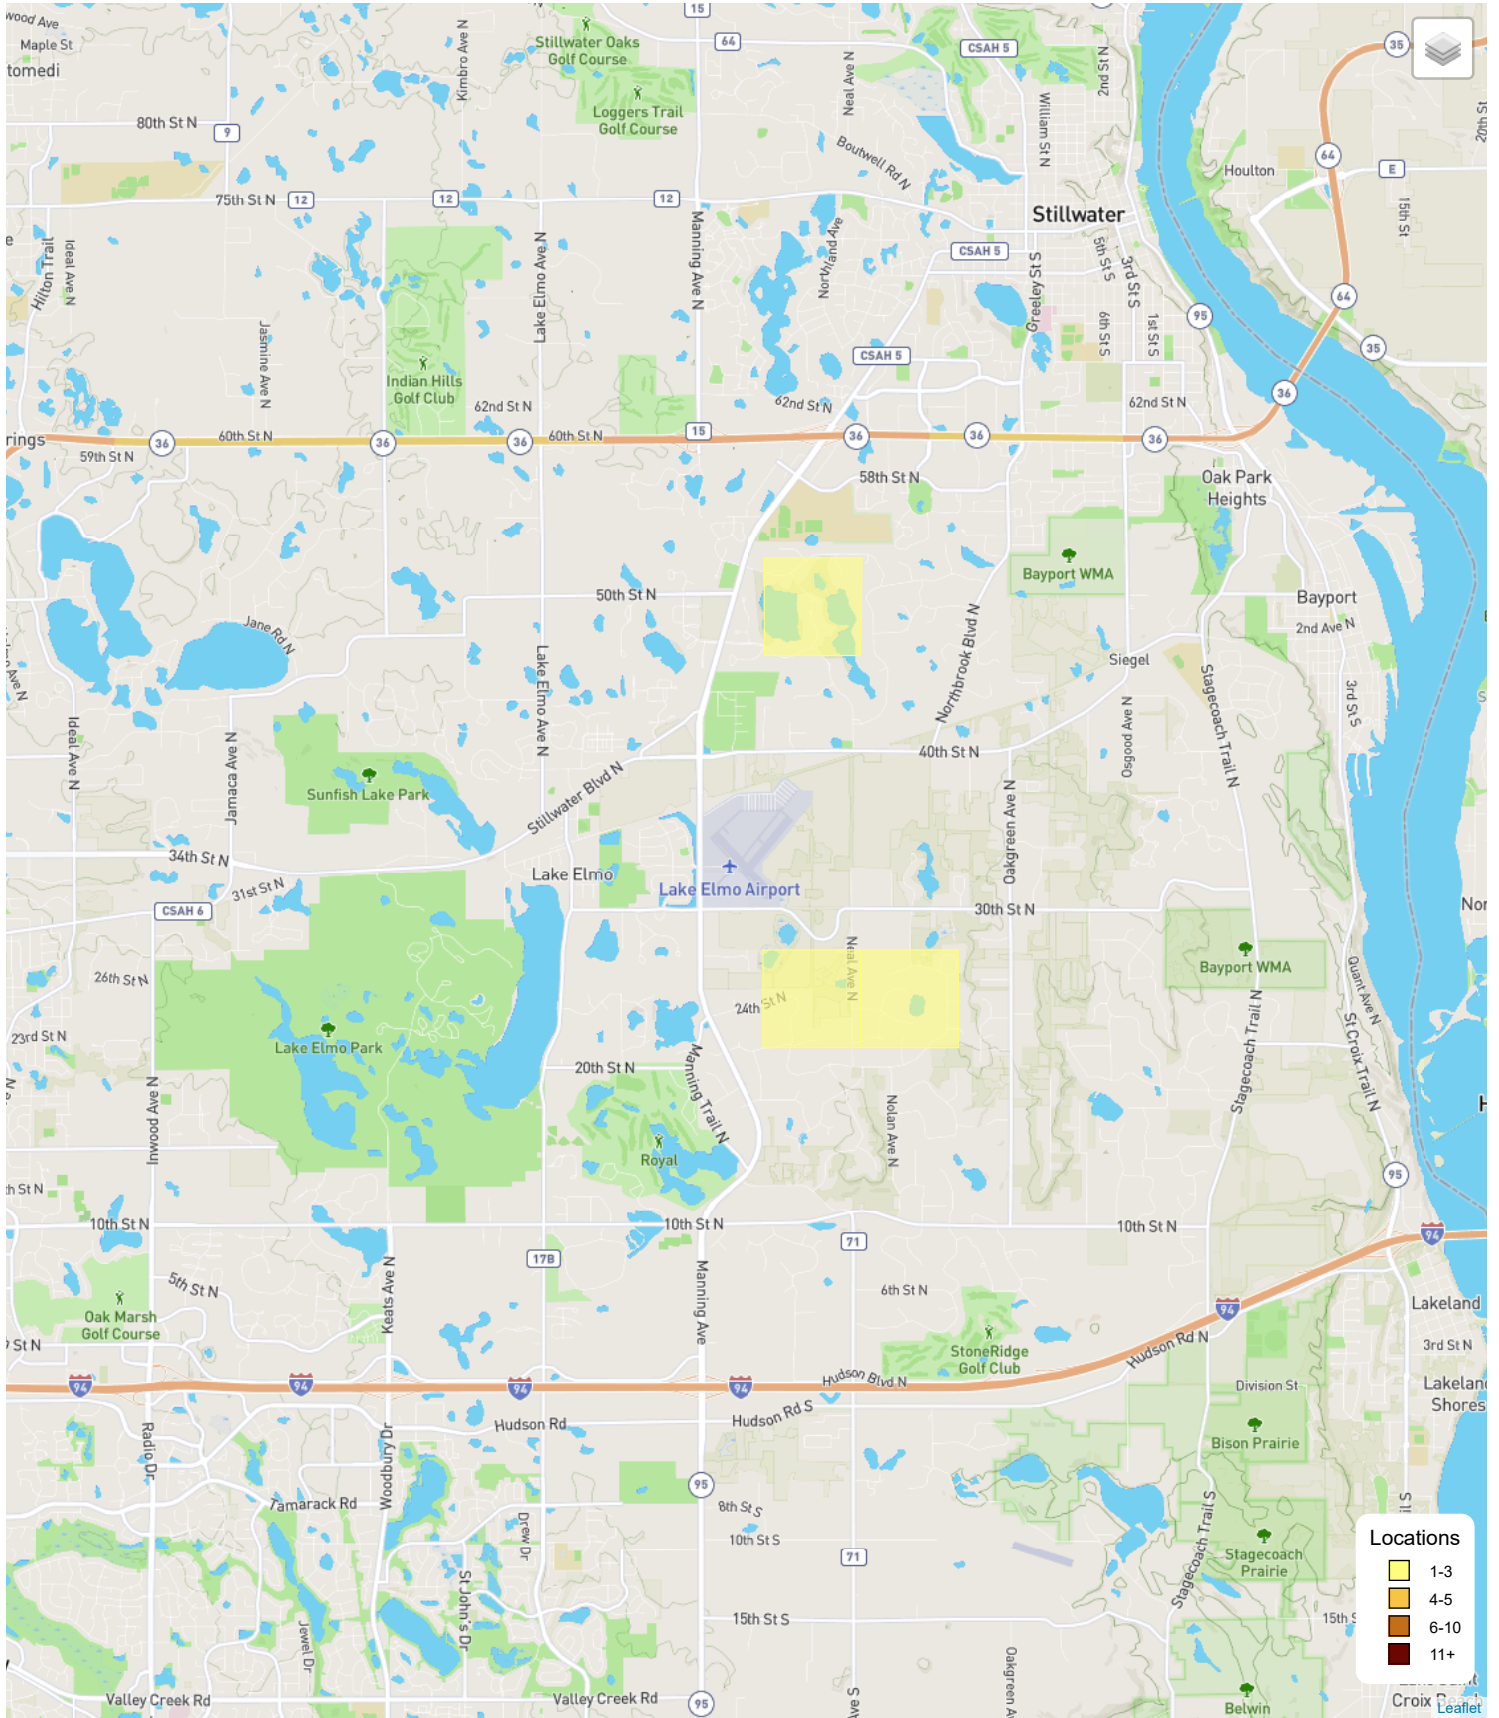 wood Ave
Maple St
tomedi
Kimbro Ave N
Stillwater Oaks
Golf Course
15
64
CSAH 5
2nd St N
35
Loggers Trail
Golf Course
Neal Ave N
William St N
20th St
80th St N
9
Boutwell Rd N
64
Houlton
E
75th St N
12
12
12
Stillwater
15th St
Hilton Trail
Ideal Ave N
Lake Elmo Ave N
Manning Ave N
Northland Ave
CSAH 5
5th St S
3rd St S
Greeley St S
64
95
6th St S
1st St S
Jasmine Ave N
CSAH 5
35
Indian Hills
Golf Club
62nd St N
62nd St N
62nd St N
36
rings
36
60th St N
36
36
60th St N
15
36
36
36
59th St N
58th St N
Oak Park
Heights
Bayport WMA
50th St N
Bayport
2nd Ave N
Jane Rd N
Northbrook Blvd N
Siegel
Ave N
Lake Elmo Ave N
Stagecoach Trail N
3rd St S
Ideal Ave N
Jamaca Ave N
Osgood Ave N
40th St N
Sunfish Lake Park
Stillwater Blvd N
Oakgreen Ave N
34th St N
31st St N
Lake Elmo
Lake Elmo Airport
CSAH 6
30th St N
Nor
Neal Ave N
Bayport WMA
Quant Ave N
26th St N
24th St N
23rd St N
Lake Elmo Park
St Croix Trail N
20th St N
Manning Trail N
Stagecoach Trail N
Inwood Ave N
Nolan Ave N
H
Royal
95
th St N
10th St N
10th St N
10th St N
71
94
17B
Keats Ave N
Manning Ave
5th St N
6th St N
Oak Marsh
Golf Course
94
Lakeland
StoneRidge
Golf Club
Hudson Rd N
St N
3rd St N
94
94
94
94
Hudson Blvd N
Division St
Lakeland
Shores
Hudson Rd
Hudson Rd S
Radio Dr
Woodbury Dr
Bison Prairie
95
Tamarack Rd
8th St S
Drew Dr
10th St S
71
Stagecoach Trail S
Stagecoach
Prairie
St John's Dr
15th St S
15th S
Jewel Dr
Oakgreen A
Valley Creek Rd
Valley Creek Rd
95
Belwin
Croix Beach
Locations
1-3
4-5
6-10
11+
Leaflet